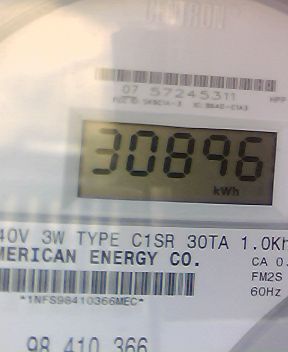 CENTRON
07 57245311
30896
kWh
40V 3W TYPE C1SR 30TA 1.0Kh
MERICAN ENERGY CO.
CA 0.
FM2S
60Hz
*1NFS98410366MEC*
98 410 366